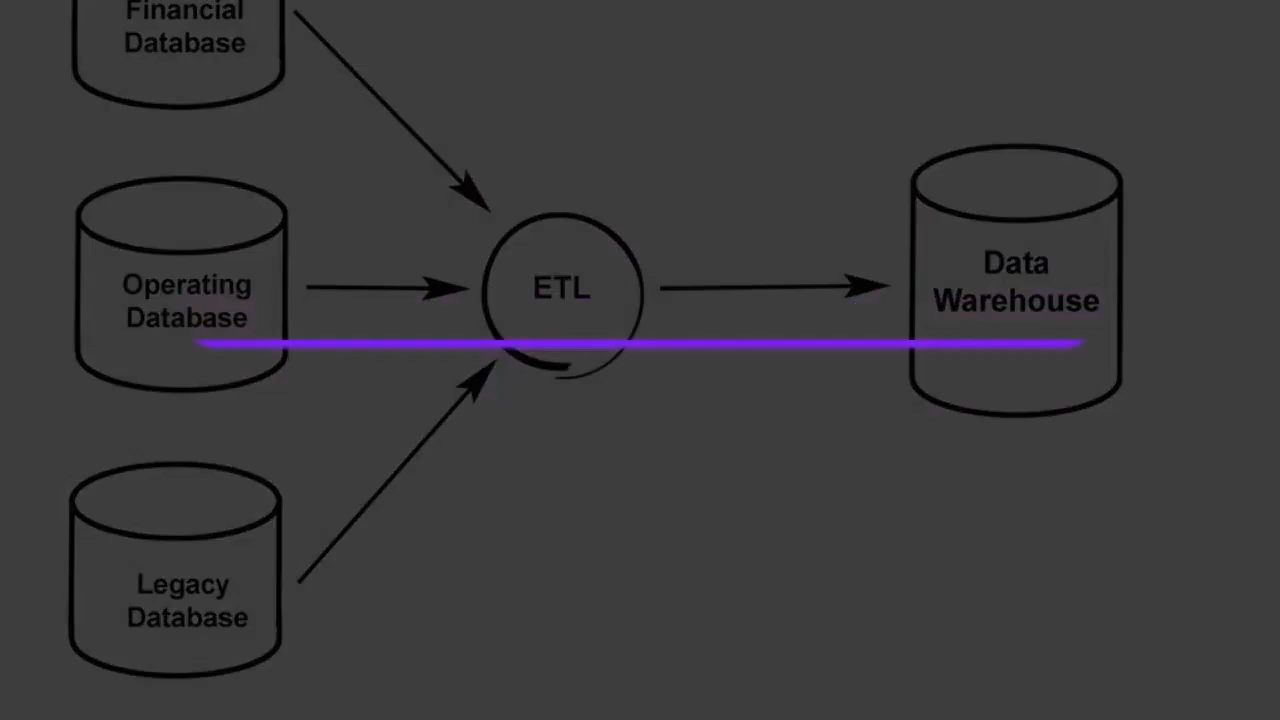 Financial
Database
Operating
Database
ETL
Data
Warehouse
Legacy
Database